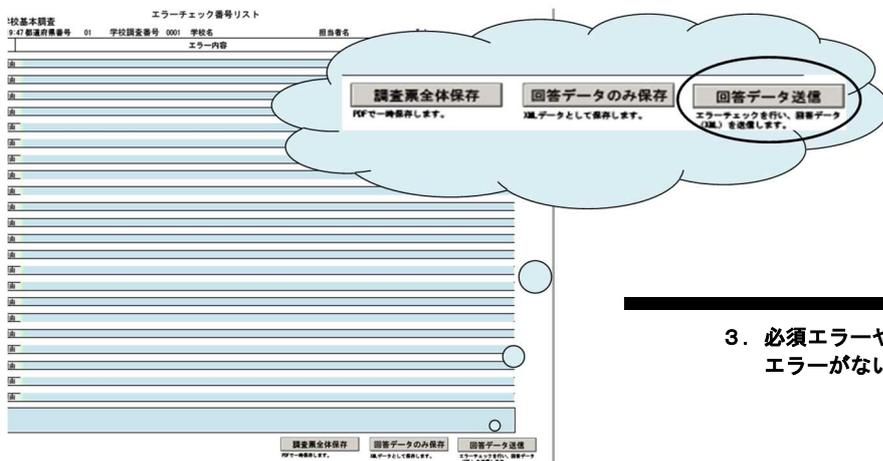 エラーチェック番号リスト
学校基本調査
9:47 都道府県番号 01 学校調査番号 0001 学校名 担当者名
エラー内容
調査票全体保存 回答データのみ保存 回答データ送信
PDFで一時保存します。 XMLデータとして保存します。 エラーチェックを行い、回答データ
(XML)を送信します。
３．必須エラーや
エラーがない
調査票全体保存 回答データのみ保存 回答データ送信
PDFで一時保存します。 XMLデータとして保存します。 エラーチェックを行い、回答データ